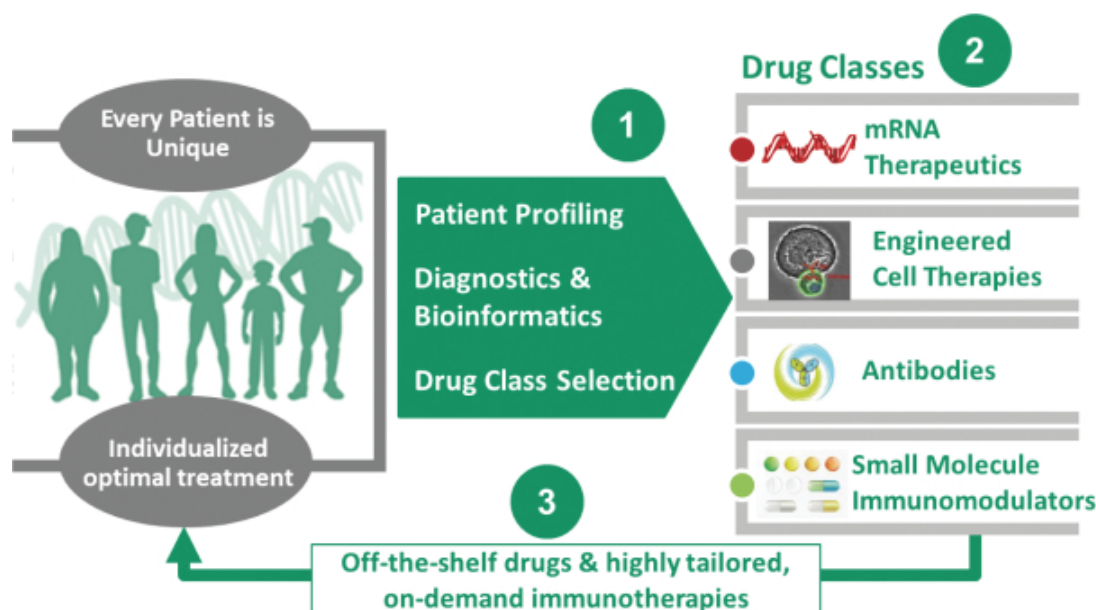 Every Patient is
Unique
Individualized
optimal treatment
1
Patient Profiling
Diagnostics &
Bioinformatics
Drug Class Selection
2
Drug Classes
mRNA
Therapeutics
Engineered
Cell Therapies
Antibodies
Small Molecule
Immunomodulators
3
Off-the-shelf drugs & highly tailored,
on-demand immunotherapies